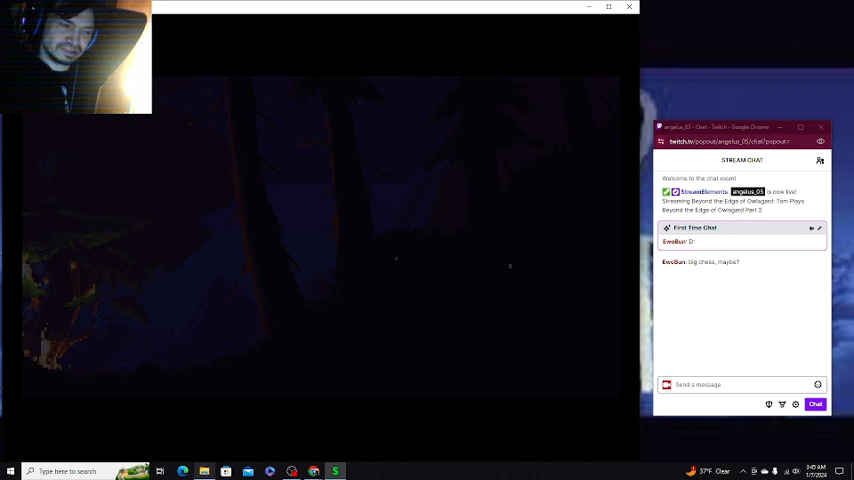 angelus_05 - Chat - Twitch - Google Chrome
twitch.tv/popout/angelus_05/chat?popout=
STREAM CHAT
Welcome to the chat room!
StreamElements: angelus_05 is now live!
Streaming Beyond the Edge of Owlsgard: Tom Plays
Beyond the Edge of Owlsgard Part 2
First Time Chat
EwoBun: D:
EwoBun: big chess, maybe?
Send a message
Chat
Type here to search
37°F Clear
3:45 AM
1/7/2024